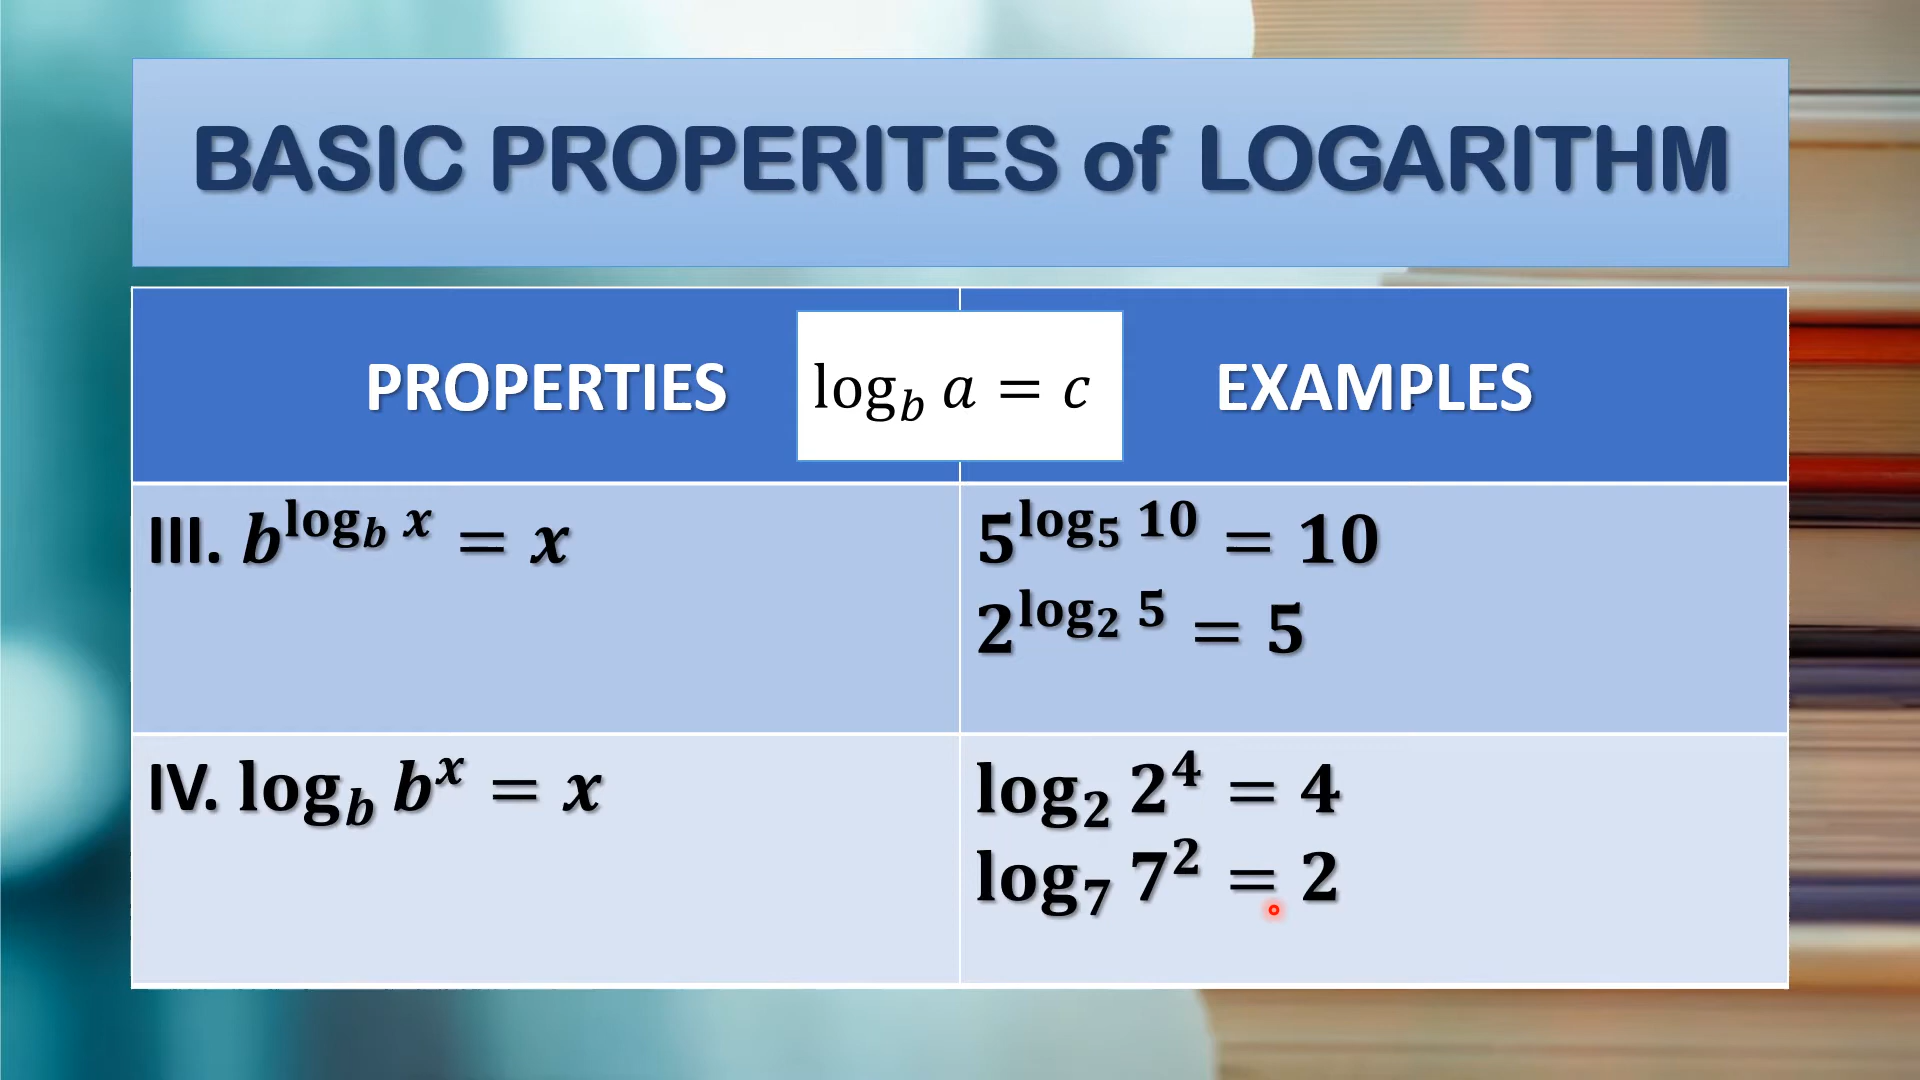 BASIC PROPERITES of LOGARITHM
PROPERTIES
log_b a = c
EXAMPLES
III. b^{log_b x} = x
5^{log_5 10} = 10
2^{log_2 5} = 5
IV. log_b b^x = x
log_2 2^4 = 4
log_7 7^2 = 2